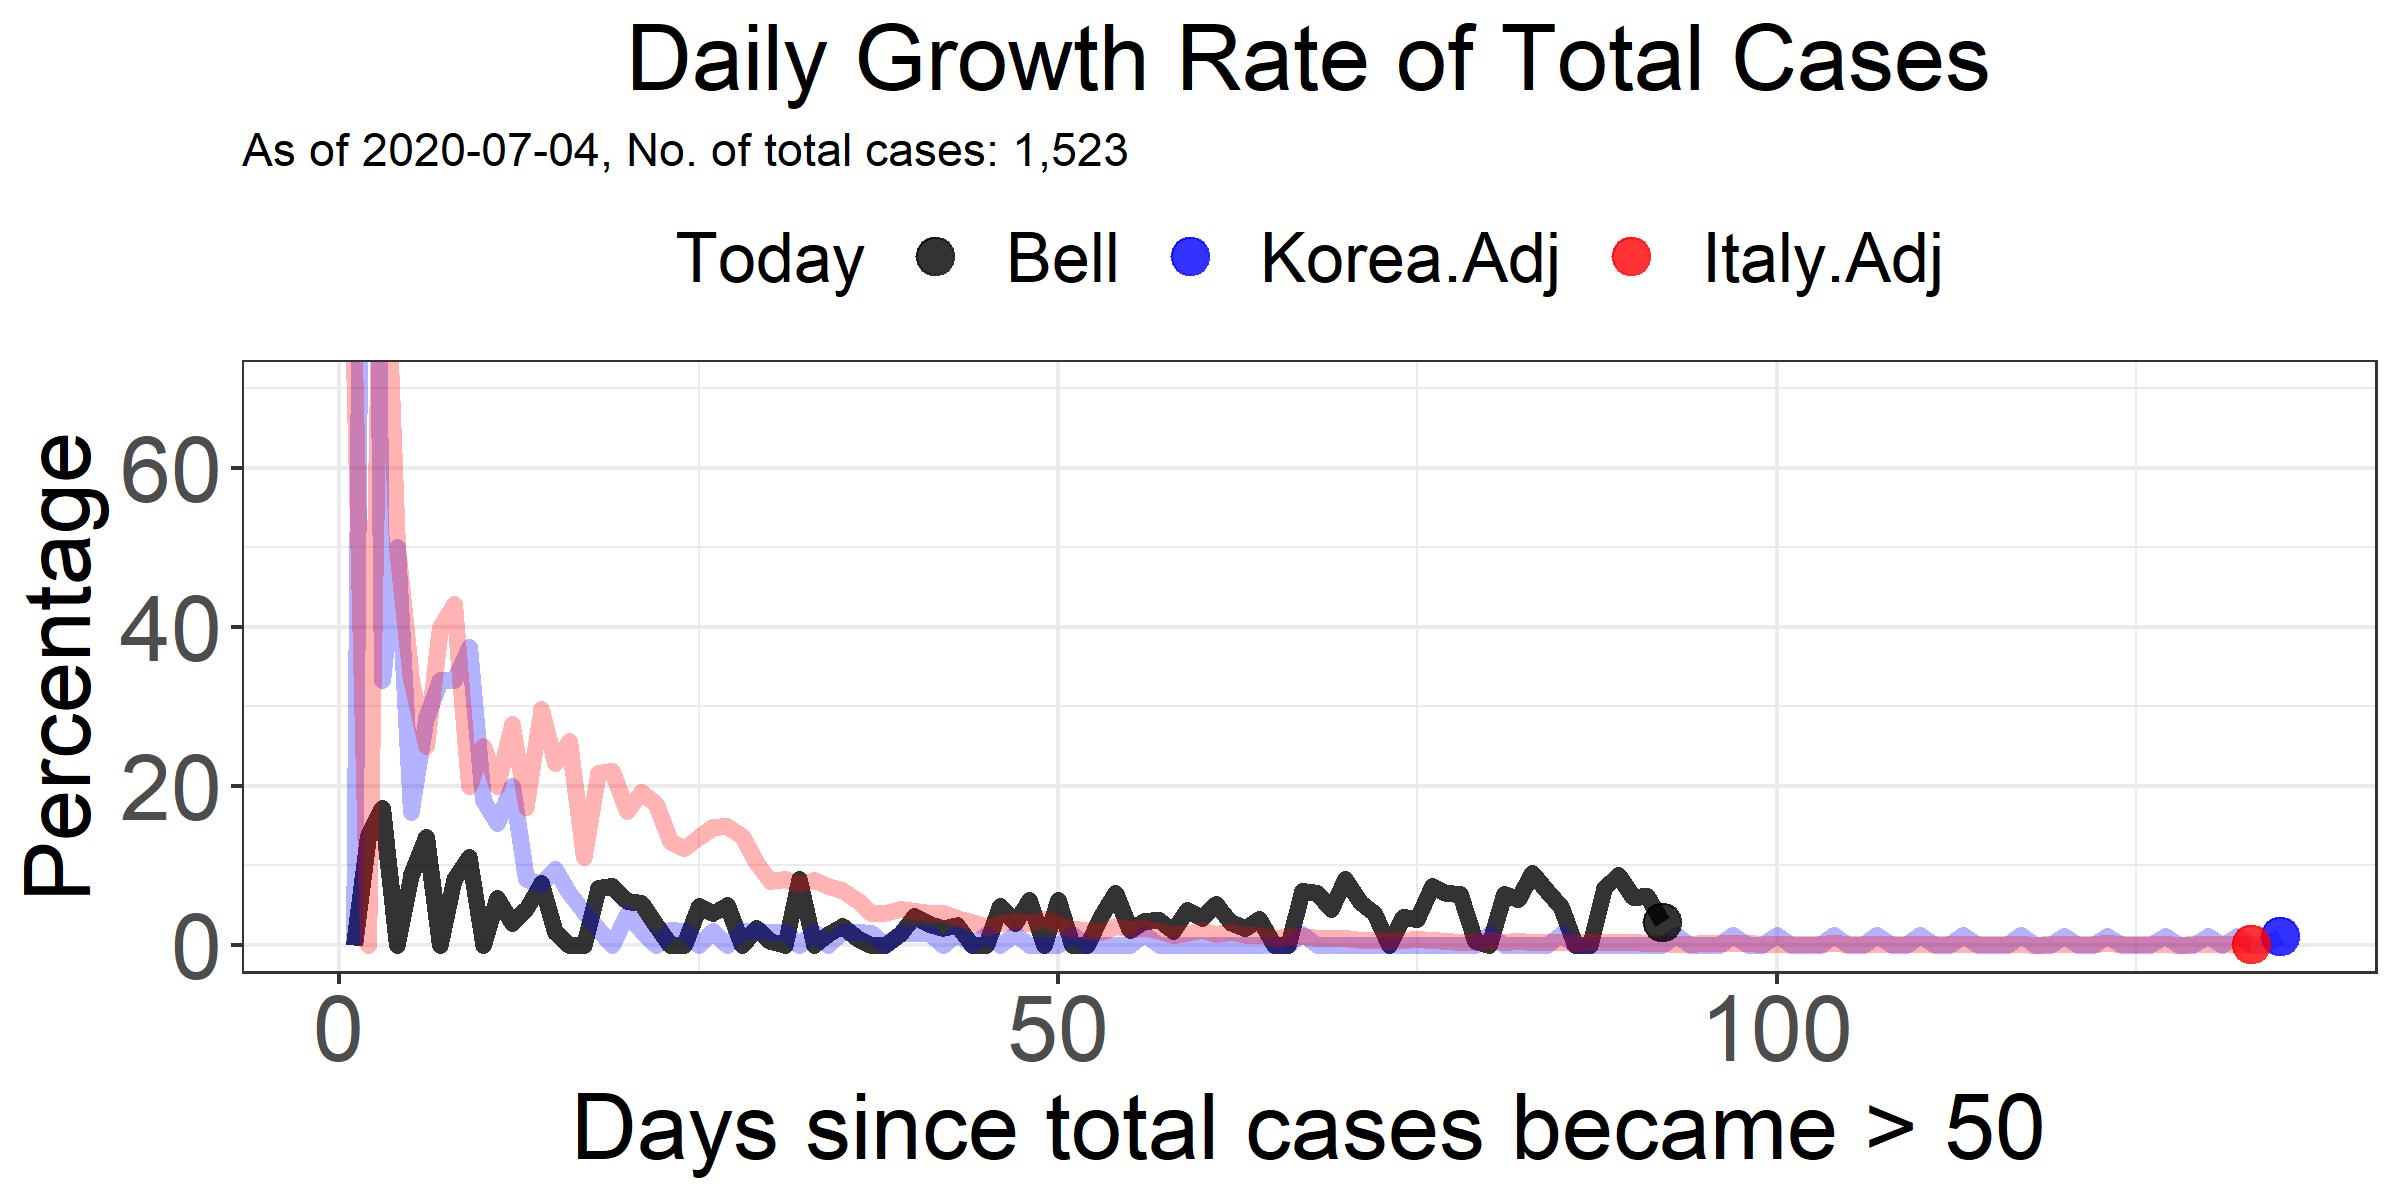 Daily Growth Rate of Total Cases
As of 2020-07-04, No. of total cases: 1,523
Today Bell Korea.Adj Italy.Adj
Percentage
60
40
20
0
0 50 100
Days since total cases became > 50